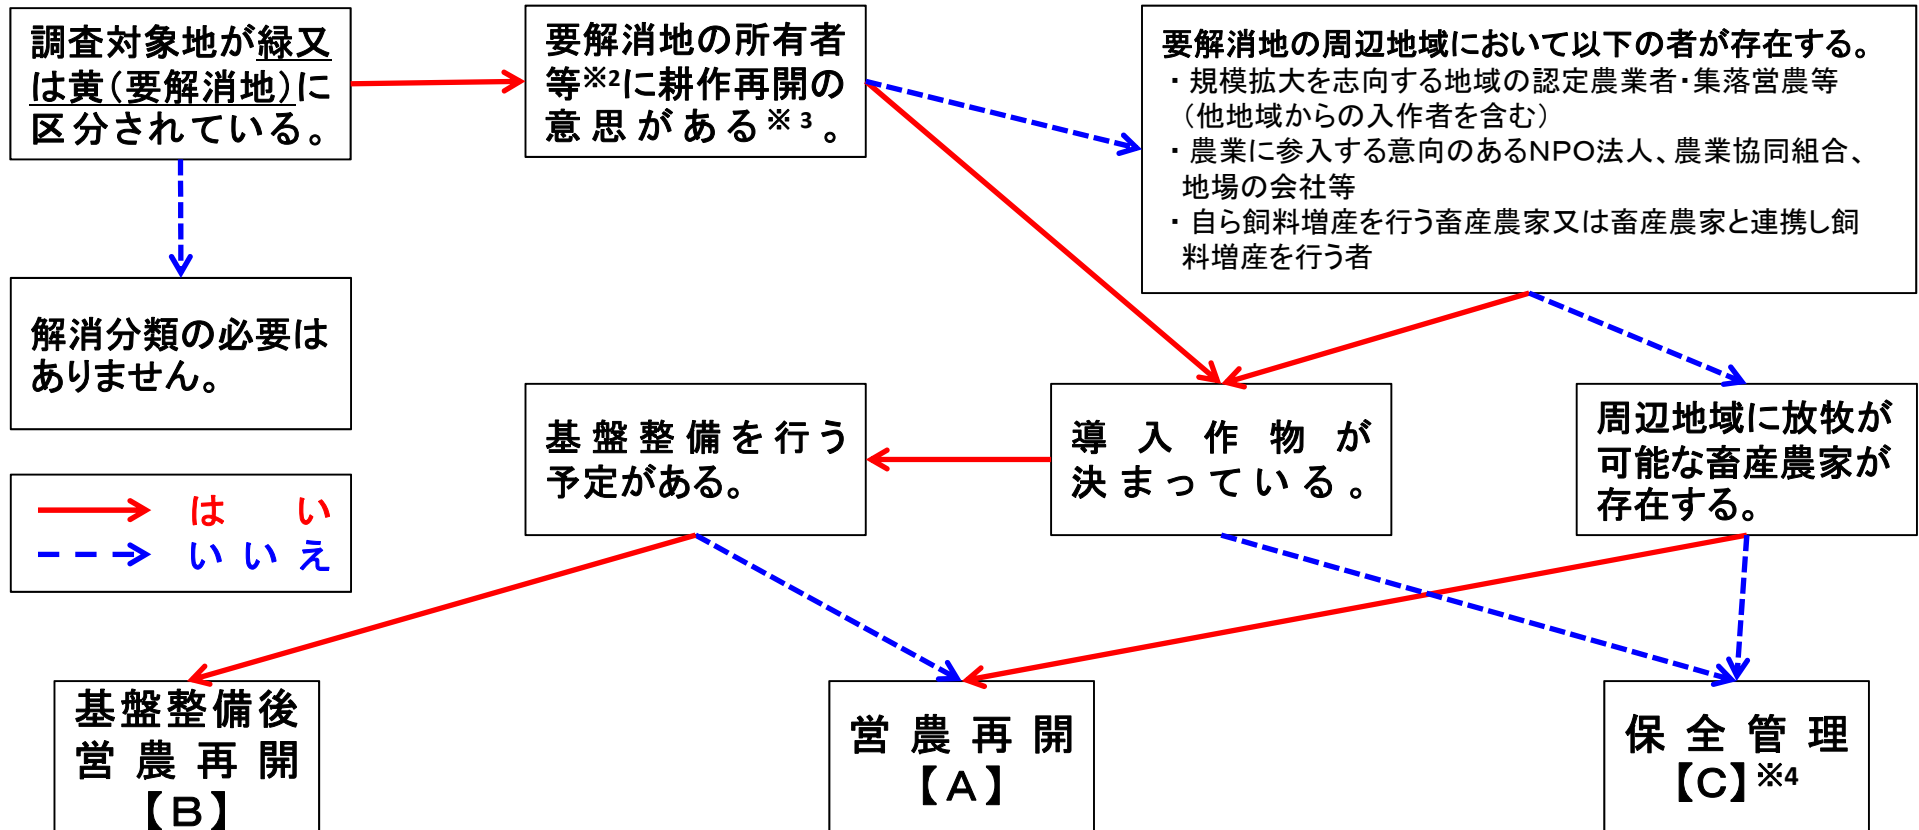 調査対象地が緑又
は黄(要解消地)に
区分されている。
要解消地の所有者
等※2に耕作再開の
意思がある※3。
要解消地の周辺地域において以下の者が存在する。
・規模拡大を志向する地域の認定農業者・集落営農等
(他地域からの入作者を含む)
・農業に参入する意向のあるNPO法人、農業協同組合、
地場の会社等
・自ら飼料増産を行う畜産農家又は畜産農家と連携し飼
料増産を行う者
解消分類の必要は
ありません。
基盤整備を行う
予定がある。
導入作物が
決まっている。
周辺地域に放牧が
可能な畜産農家が
存在する。
はい
いいえ
基盤整備後
営農再開
【B】
営農再開
【A】
保全管理
【C】※4